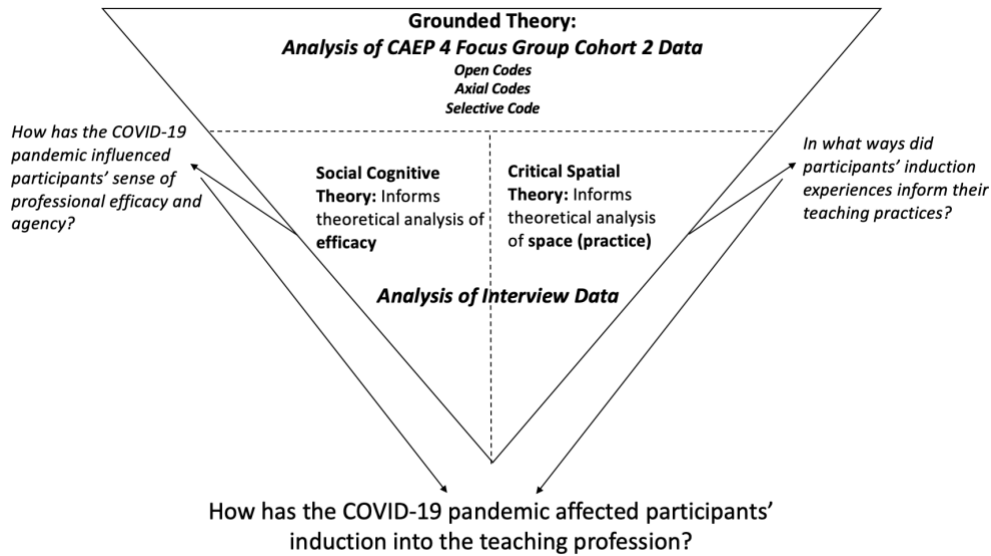 Grounded Theory:
Analysis of CAEP 4 Focus Group Cohort 2 Data
Open Codes
Axial Codes
Selective Code
How has the COVID-19
pandemic influenced
participants' sense of
professional efficacy and
agency?
Social Cognitive
Theory: Informs
theoretical analysis of
efficacy
Critical Spatial
Theory: Informs
theoretical analysis
of space (practice)
In what ways did
participants' induction
experiences inform their
teaching practices?
Analysis of Interview Data
How has the COVID-19 pandemic affected participants'
induction into the teaching profession?